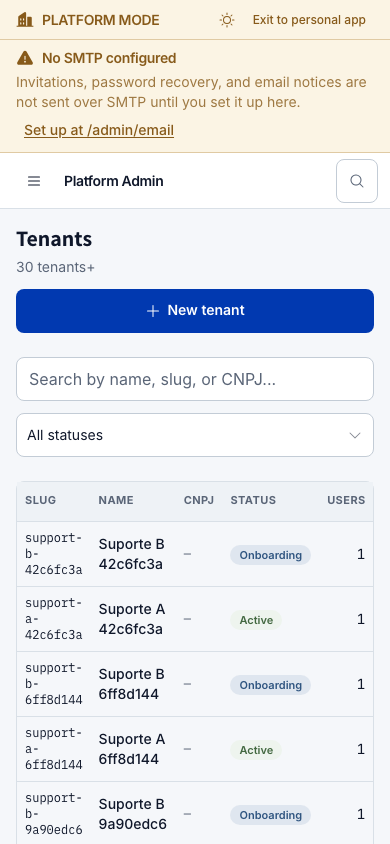 PLATFORM MODE
Exit to personal app
No SMTP configured
Invitations, password recovery, and email notices are
not sent over SMTP until you set it up here.
Set up at /admin/email
Platform Admin
Tenants
30 tenants+
New tenant
Search by name, slug, or CNPJ...
All statuses
SLUG NAME CNPJ STATUS USERS
support-
b-
42c6fc3a
Suporte B
42c6fc3a
–
Onboarding
1
support-
a-
42c6fc3a
Suporte A
42c6fc3a
–
Active
1
support-
b-
6ff8d144
Suporte B
6ff8d144
–
Onboarding
1
support-
a-
6ff8d144
Suporte A
6ff8d144
–
Active
1
support-
b-
9a90edc6
Suporte B
9a90edc6
–
Onboarding
1